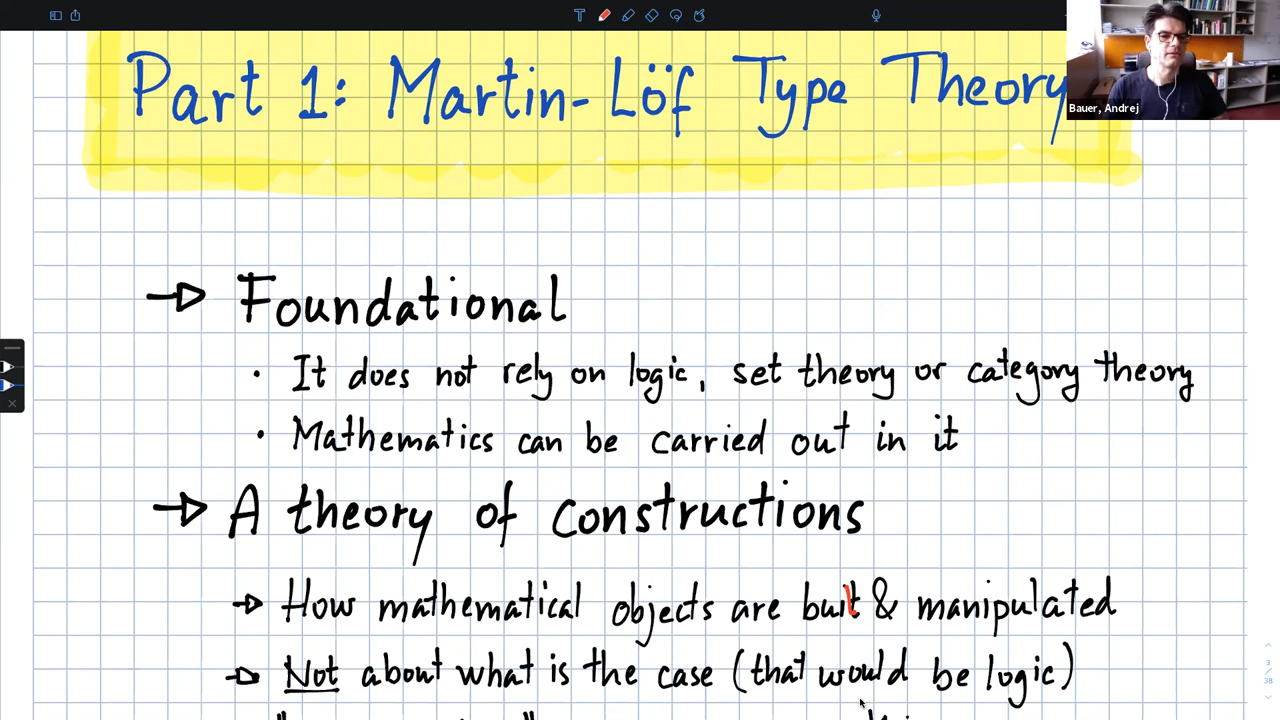 Part 1: Martin-Löf Type Theory
Bauer, Andrej
→ Foundational
· It does not rely on logic, set theory or category theory
· Mathematics can be carried out in it
→ A theory of constructions
→ How mathematical objects are built & manipulated
→ Not about what is the case (that would be logic)
3
/
38